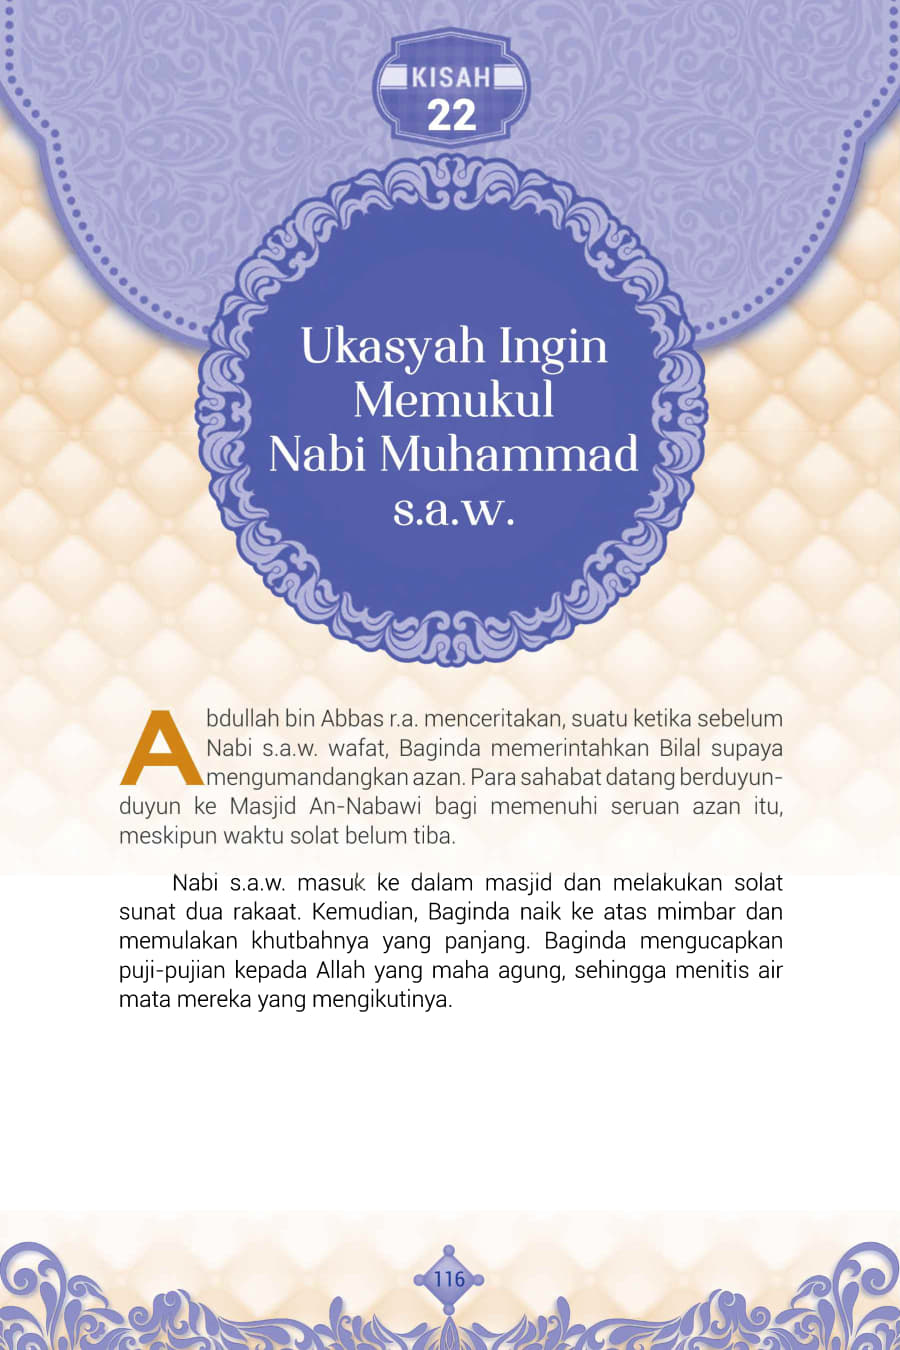 KISAH
22
Ukasyah Ingin
Memukul
Nabi Muhammad
s.a.w.
Abdullah bin Abbas r.a. menceritakan, suatu ketika sebelum
Nabi s.a.w. wafat, Baginda memerintahkan Bilal supaya
mengumandangkan azan. Para sahabat datang berduyun-
duyun ke Masjid An-Nabawi bagi memenuhi seruan azan itu,
meskipun waktu solat belum tiba.
Nabi s.a.w. masuk ke dalam masjid dan melakukan solat
sunat dua rakaat. Kemudian, Baginda naik ke atas mimbar dan
memulakan khutbahnya yang panjang. Baginda mengucapkan
puji-pujian kepada Allah yang maha agung, sehingga menitis air
mata mereka yang mengikutinya.
116